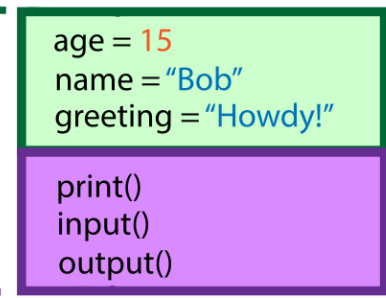 age = 15
name = “Bob”
greeting = “Howdy!”
print()
input()
output()